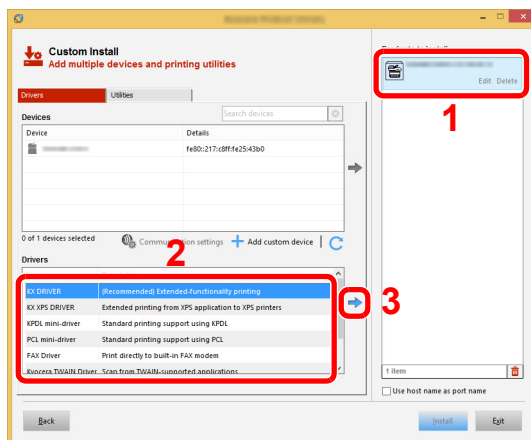 Custom Install
Add multiple devices and printing utilities
Edit Delete
1
Drivers Utilities
Devices Search devices
Device Details
fe80::217:c8ff:fe25:43b0
0 of 1 devices selected Communication settings Add custom device
2
Drivers
KX DRIVER (Recommended) Extended-functionality printing
3
KX XPS DRIVER Extended printing from XPS application to XPS printers
KPDL mini-driver Standard printing support using KPDL
PCL mini-driver Standard printing support using PCL
FAX Driver Print directly to built-in FAX modem
Kyocera TWAIN Driver Scan from TWAIN-supported applications
1 item
Use host name as port name
Back Install Exit